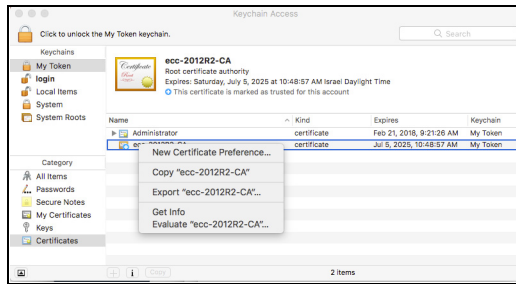 Keychain Access
Click to unlock the My Token keychain.
Search
Keychains
My Token
login
Local Items
System
System Roots
Certificate
Root
ecc-2012R2-CA
Root certificate authority
Expires: Saturday, July 5, 2025 at 10:48:57 AM Israel Daylight Time
This certificate is marked as trusted for this account
Name Kind Expires Keychain
Administrator certificate Feb 21, 2018, 9:21:26 AM My Token
ecc-2012R2-CA certificate Jul 5, 2025, 10:48:57 AM My Token
New Certificate Preference...
Copy “ecc-2012R2-CA”
Export “ecc-2012R2-CA”...
Get Info
Evaluate “ecc-2012R2-CA”...
Category
All Items
Passwords
Secure Notes
My Certificates
Keys
Certificates
+ i Copy 2 items